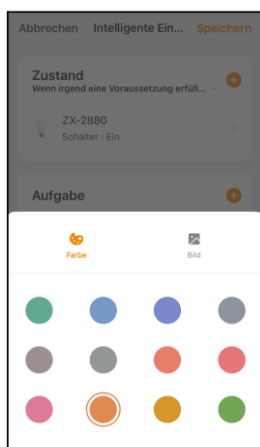 Abbrechen Intelligente Ein... Speichern
Zustand
Wenn irgend eine Voraussetzung erfüll...
ZX-2880
Schalter : Ein
Aufgabe
Farbe Bild